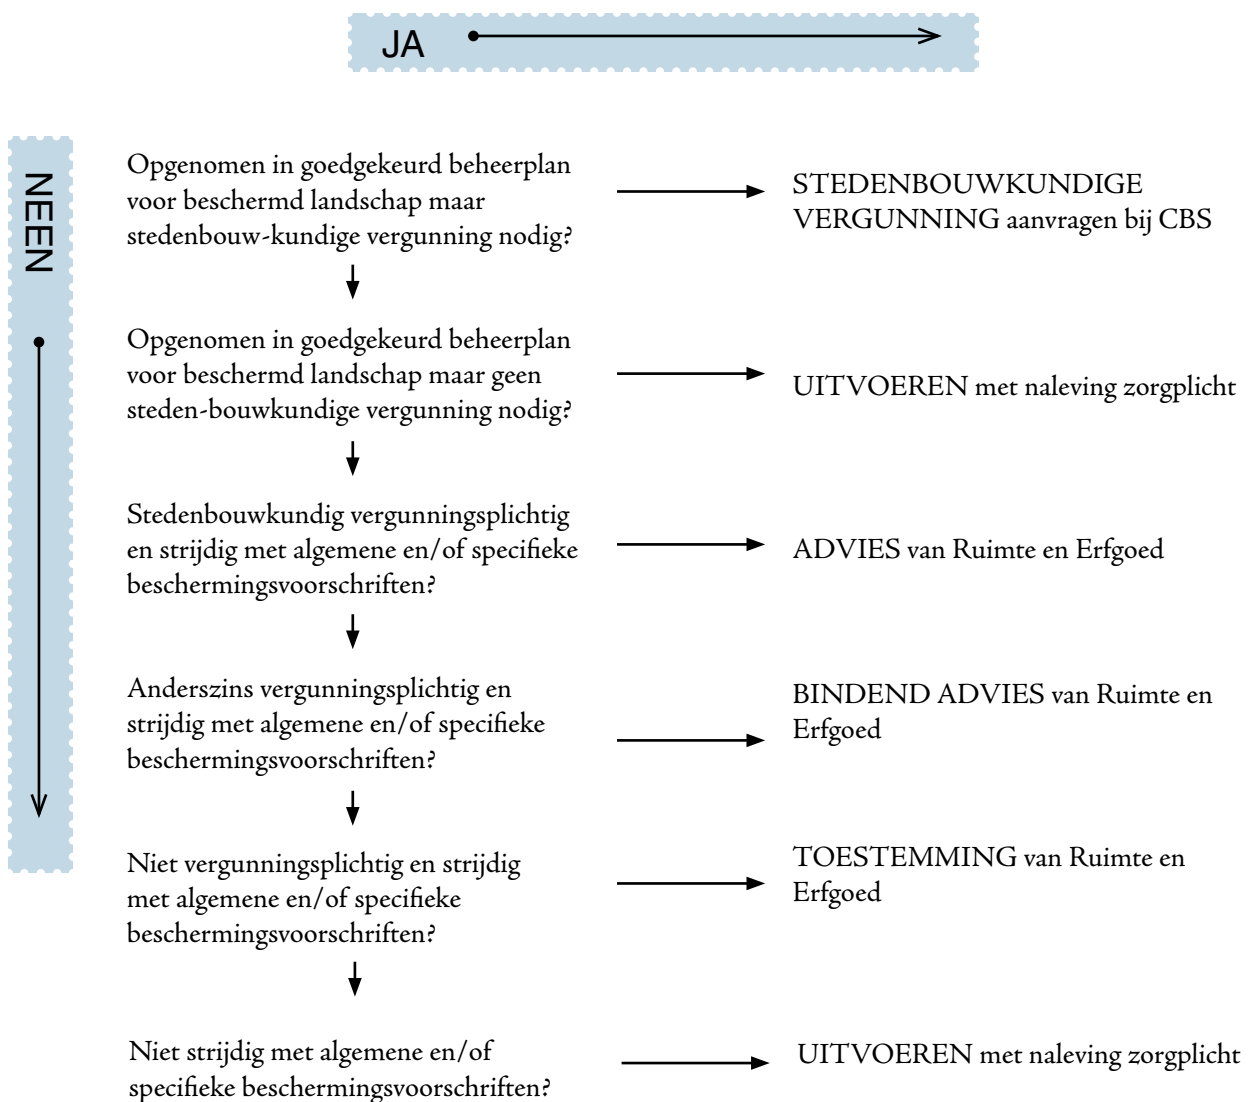 JA
NEEN
Opgenomen in goedgekeurd beheerplan
voor beschermd landschap maar
stedenbouw-kundige vergunning nodig?
STEDENBOUWKUNDIGE
VERGUNNING aanvragen bij CBS
Opgenomen in goedgekeurd beheerplan
voor beschermd landschap maar geen
steden-bouwkundige vergunning nodig?
UITVOEREN met naleving zorgplicht
Stedenbouwkundig vergunningsplichtig
en strijdig met algemene en/of specifieke
beschermingsvoorschriften?
ADVIES van Ruimte en Erfgoed
Anderszins vergunningsplichtig en
strijdig met algemene en/of specifieke
beschermingsvoorschriften?
BINDEND ADVIES van Ruimte en
Erfgoed
Niet vergunningsplichtig en strijdig
met algemene en/of specifieke
beschermingsvoorschriften?
TOESTEMMING van Ruimte en
Erfgoed
Niet strijdig met algemene en/of
specifieke beschermingsvoorschriften?
UITVOEREN met naleving zorgplicht